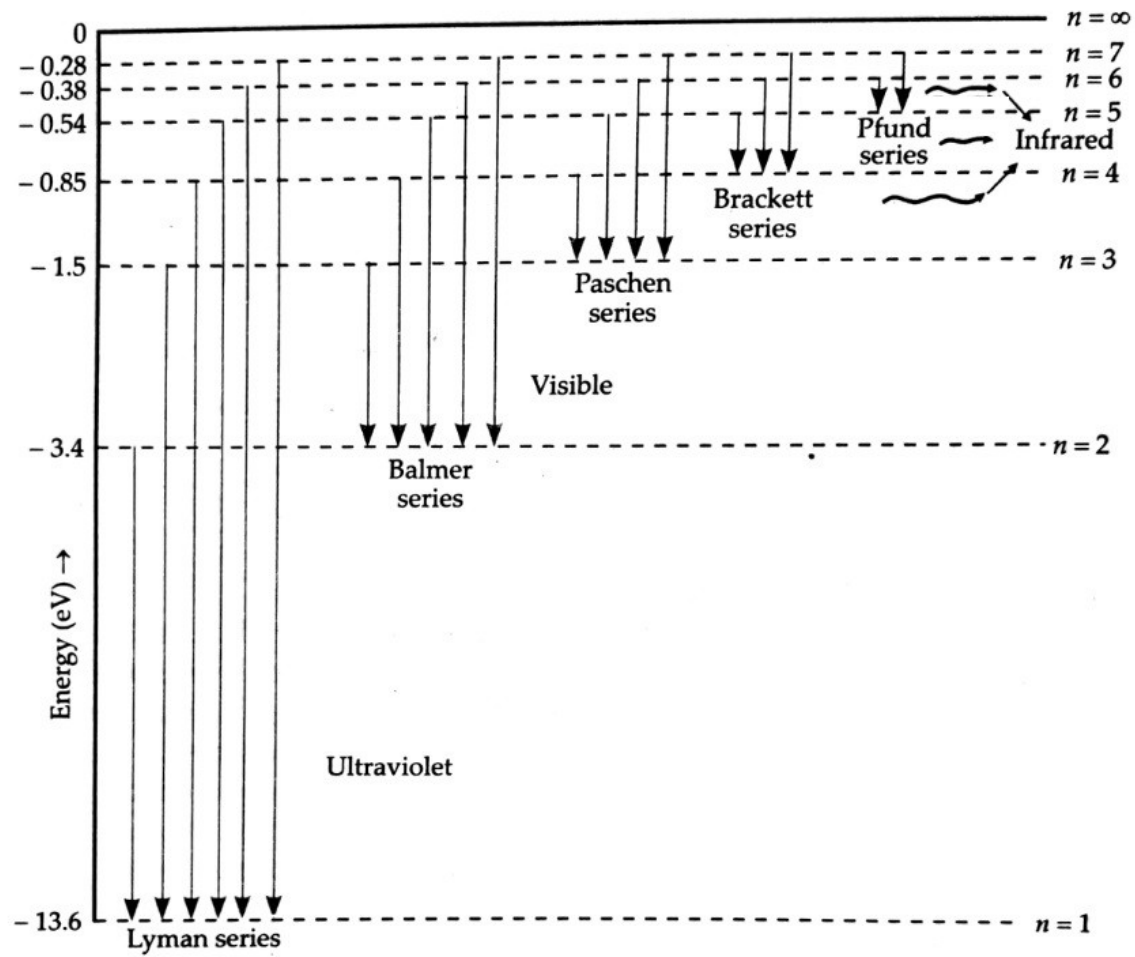 0
n = ∞
– 0.28
n = 7
– 0.38
n = 6
– 0.54
n = 5
Pfund
series
Infrared
– 0.85
n = 4
Brackett
series
– 1.5
n = 3
Paschen
series
Visible
– 3.4
n = 2
Balmer
series
Energy (eV) →
Ultraviolet
– 13.6
n = 1
Lyman series